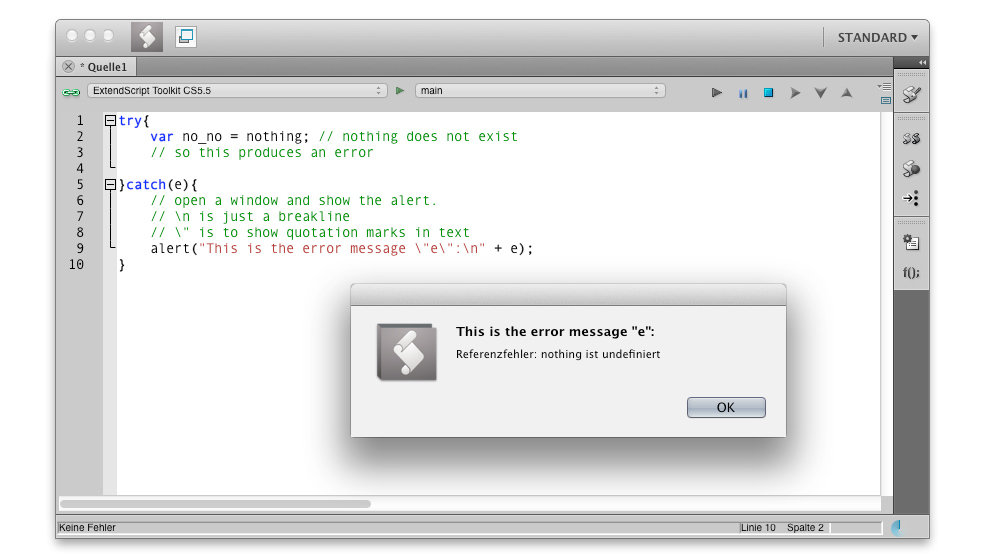 STANDARD
* Quelle1
ExtendScript Toolkit CS5.5
main
1 try{
2 var no_no = nothing; // nothing does not exist
3 // so this produces an error
4
5 }catch(e){
6 // open a window and show the alert.
7 // \n is just a breakline
8 // \" is to show quotation marks in text
9 alert("This is the error message \"e\":\n" + e);
10 }
f();
This is the error message "e":
Referenzfehler: nothing ist undefiniert
OK
Keine Fehler
Linie 10 Spalte 2